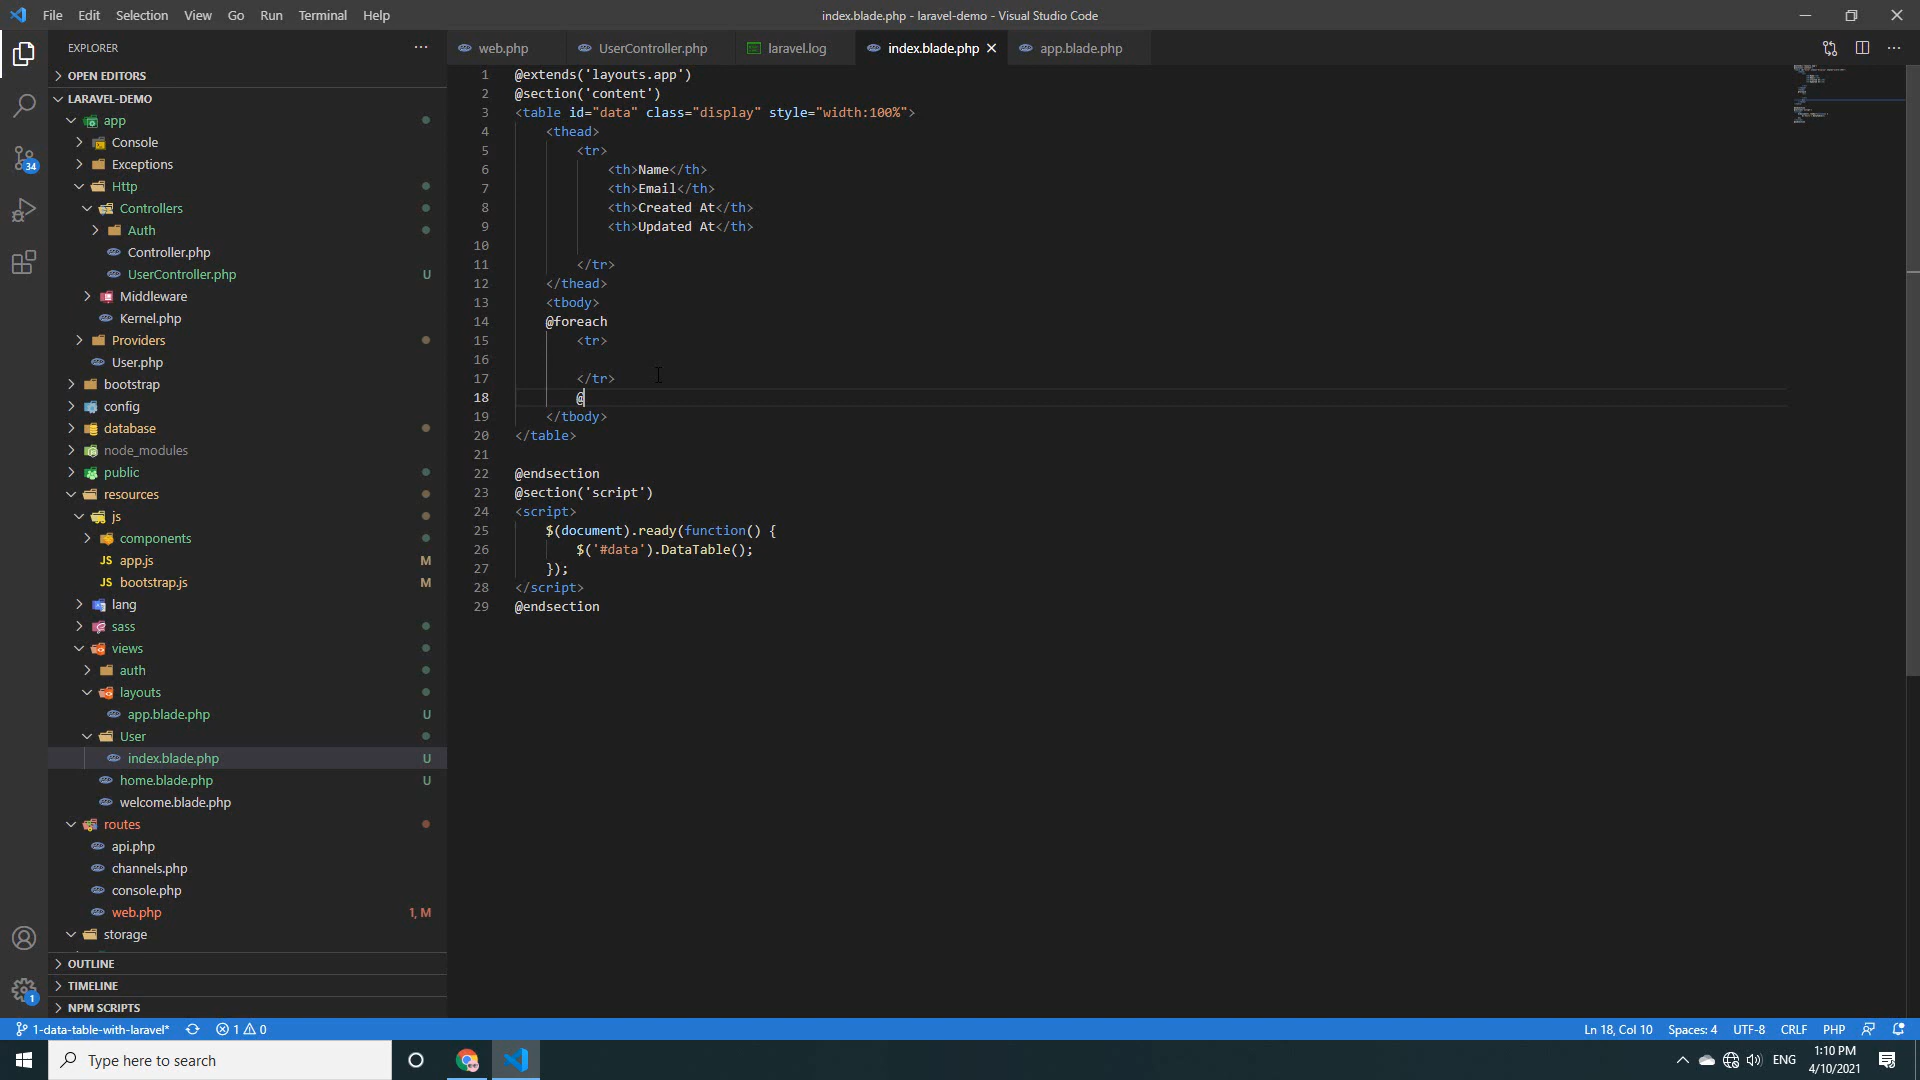 File Edit Selection View Go Run Terminal Help
index.blade.php - laravel-demo - Visual Studio Code
EXPLORER
OPEN EDITORS
LARAVEL-DEMO
app
Console
Exceptions
Http
Controllers
Auth
Controller.php
UserController.php U
Middleware
Kernel.php
Providers
User.php
bootstrap
config
database
node_modules
public
resources
js
components
JS app.js M
JS bootstrap.js M
lang
sass
views
auth
layouts
app.blade.php U
User
index.blade.php U
home.blade.php U
welcome.blade.php
routes
api.php
channels.php
console.php
web.php 1, M
storage
OUTLINE
TIMELINE
NPM SCRIPTS
34
1
web.php UserController.php laravel.log index.blade.php app.blade.php
1 @extends('layouts.app')
2 @section('content')
3 <table id="data" class="display" style="width:100%">
4 <thead>
5 <tr>
6 <th>Name</th>
7 <th>Email</th>
8 <th>Created At</th>
9 <th>Updated At</th>
10
11 </tr>
12 </thead>
13 <tbody>
14 @foreach
15 <tr>
16
17 </tr>
18 @
19 </tbody>
20 </table>
21
22 @endsection
23 @section('script')
24 <script>
25 $(document).ready(function() {
26 $('#data').DataTable();
27 });
28 </script>
29 @endsection
1-data-table-with-laravel* 1 0
Ln 18, Col 10 Spaces: 4 UTF-8 CRLF PHP
Type here to search
ENG
1:10 PM
4/10/2021